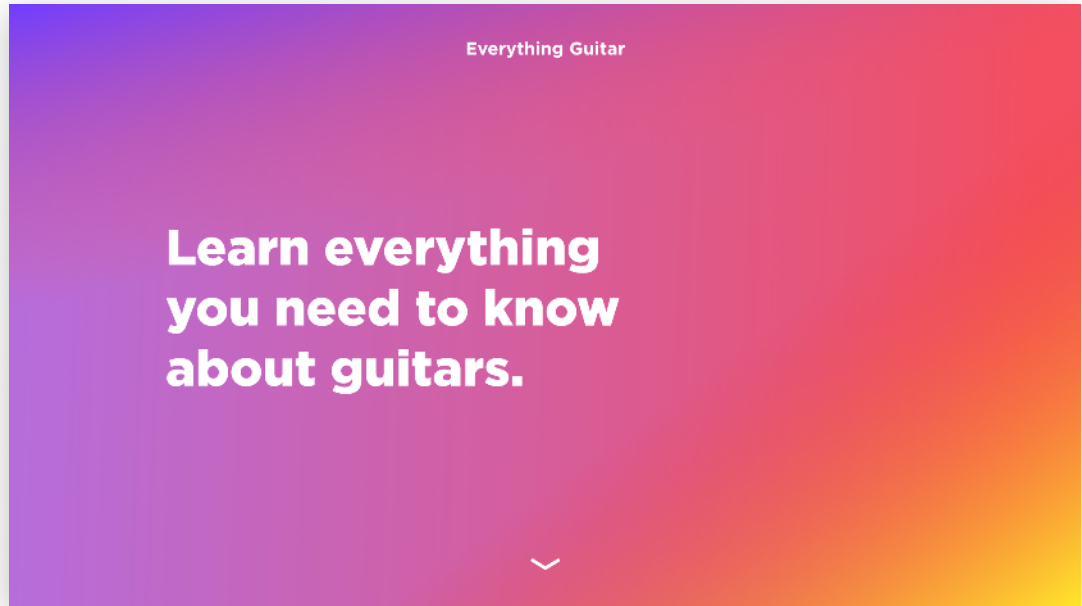 Everything Guitar
Learn everything
you need to know
about guitars.